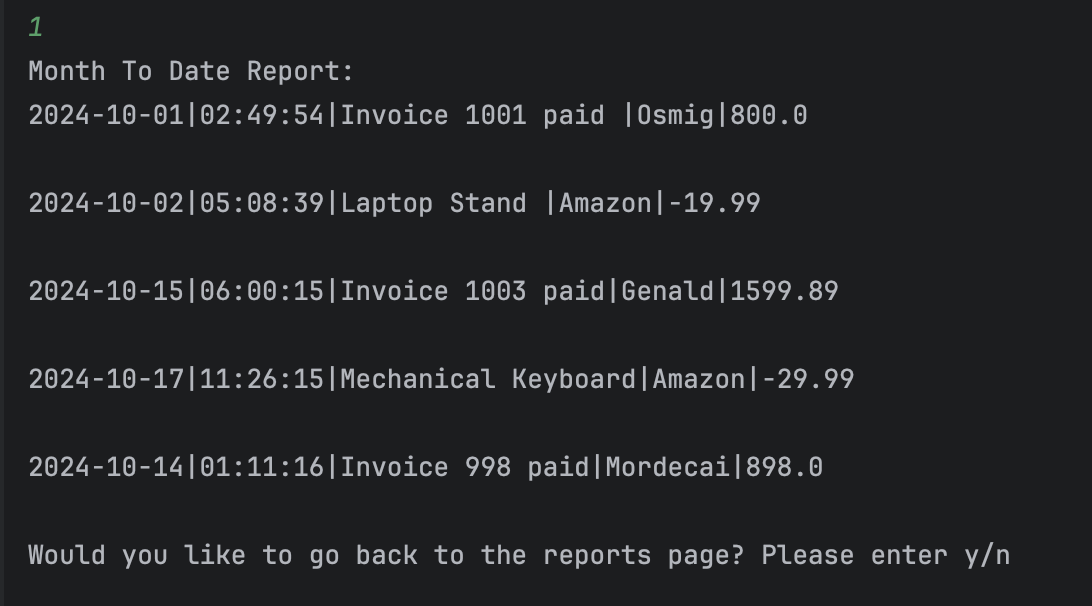 1
Month To Date Report:
2024-10-01|02:49:54|Invoice 1001 paid |Osmig|800.0
2024-10-02|05:08:39|Laptop Stand |Amazon|-19.99
2024-10-15|06:00:15|Invoice 1003 paid|Genald|1599.89
2024-10-17|11:26:15|Mechanical Keyboard|Amazon|-29.99
2024-10-14|01:11:16|Invoice 998 paid|Mordecai|898.0
Would you like to go back to the reports page? Please enter y/n